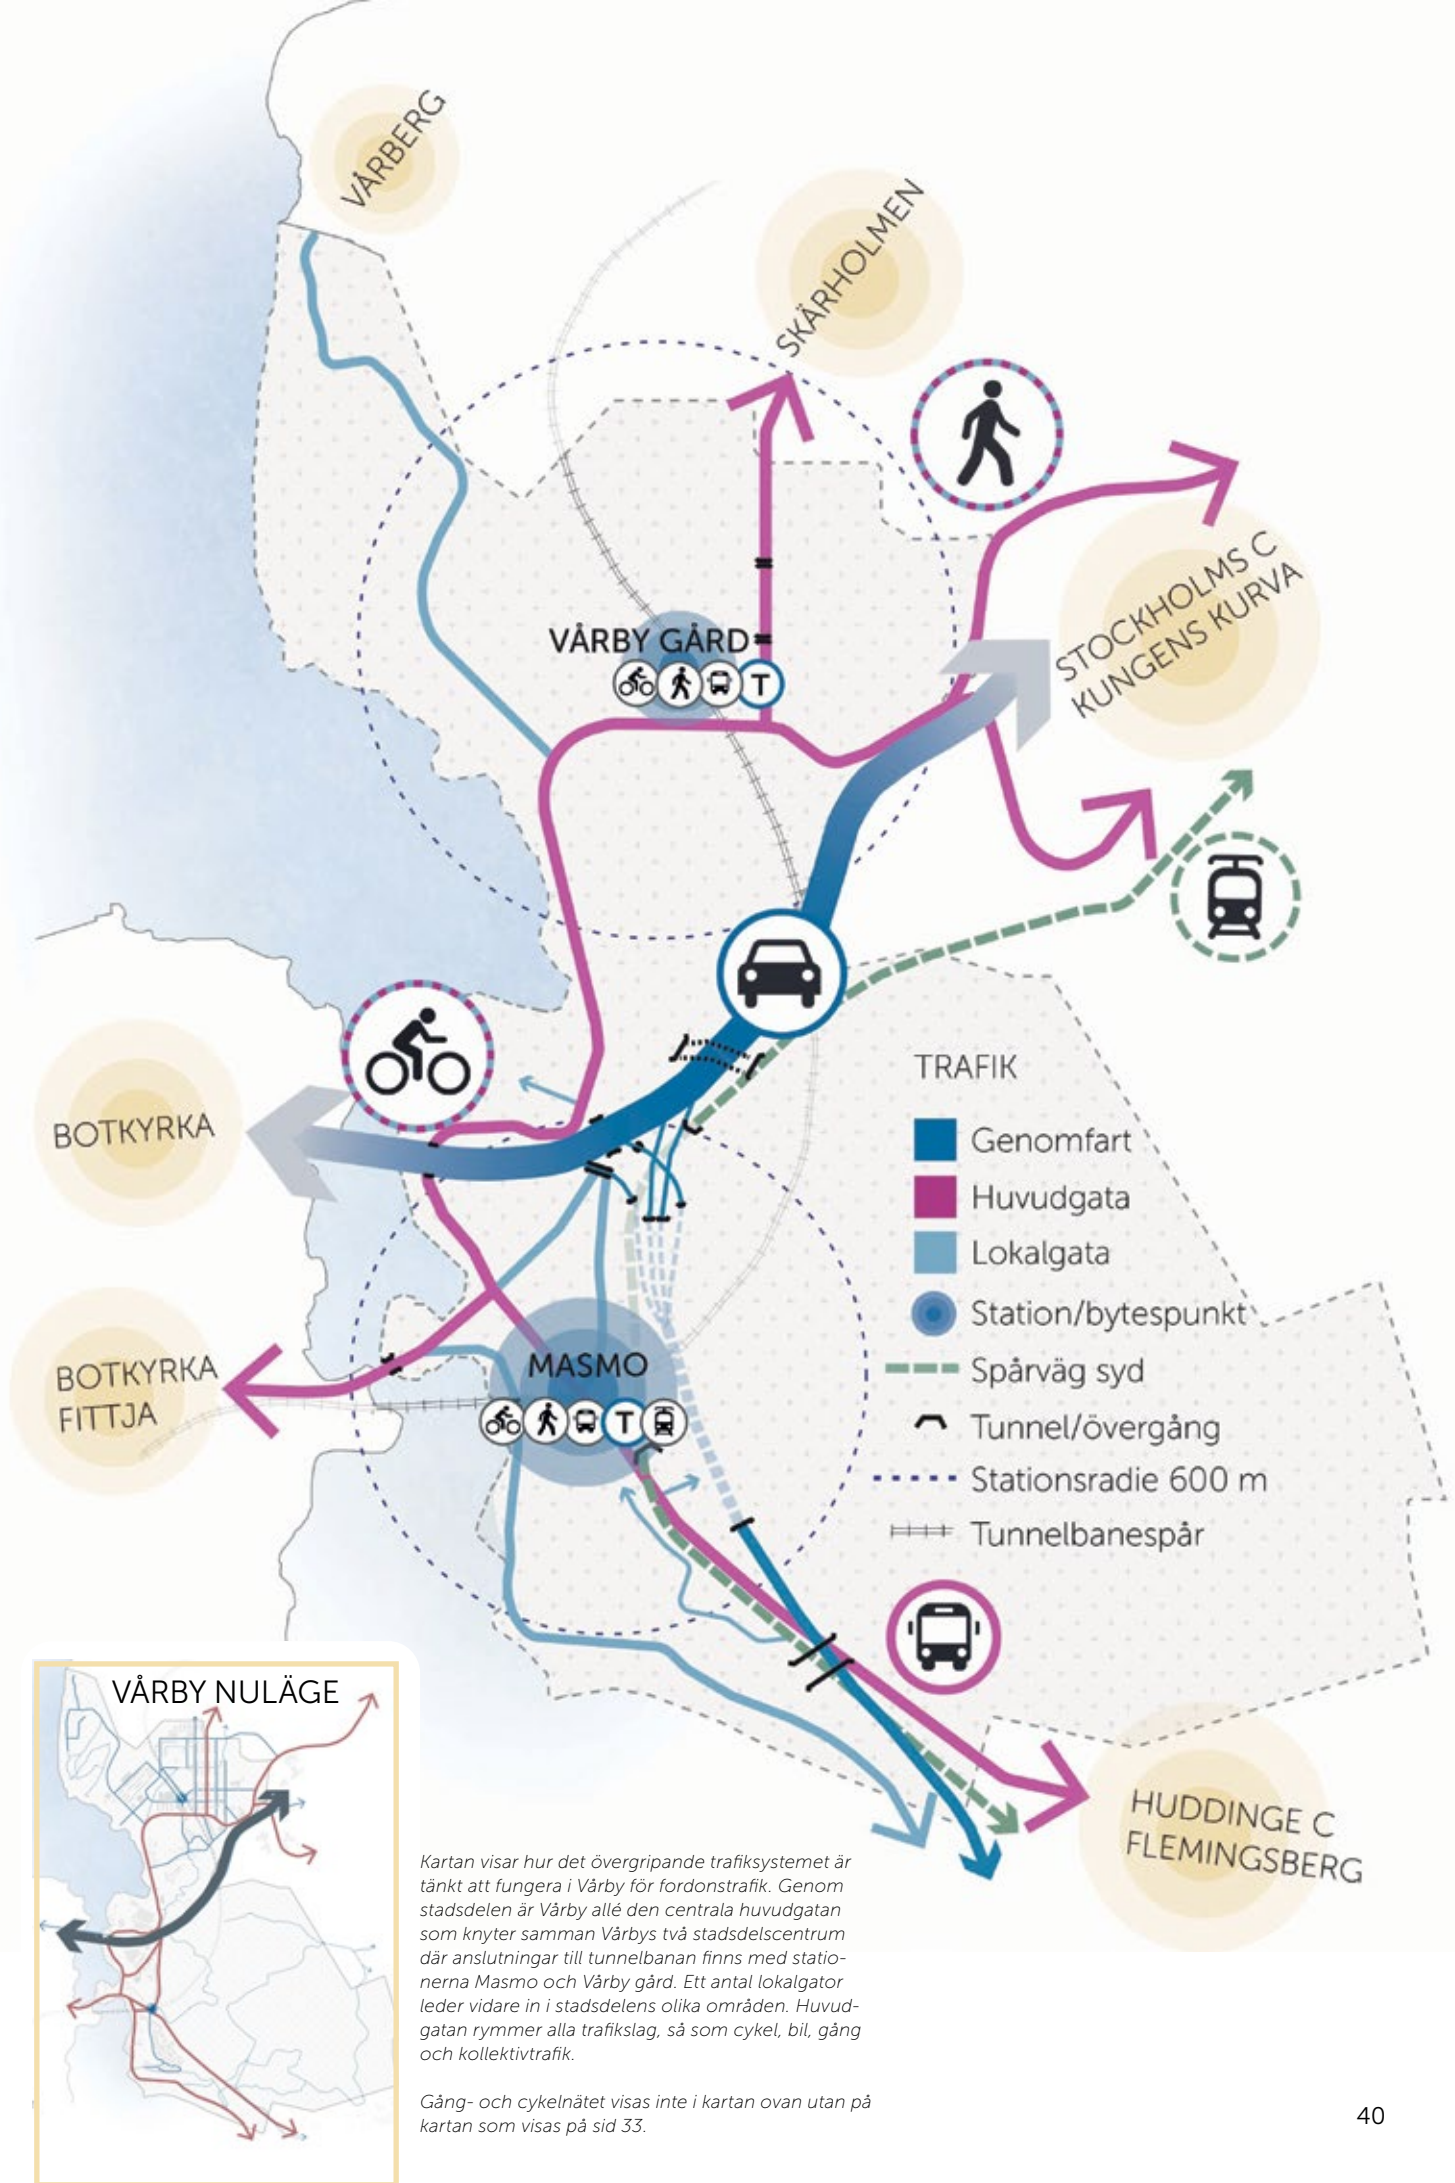 VÅRBERG
SKÄRHOLMEN
STOCKHOLMS C
KUNGENS KURVA
VÅRBY GÅRD
T
BOTKYRKA
BOTKYRKA
FITTJA
MASMO
T
TRAFIK
Genomfart
Huvudgata
Lokalgata
Station/bytespunkt
Spårväg syd
Tunnel/övergång
Stationsradie 600 m
Tunnelbanespår
HUDDINGE C
FLEMINGSBERG
VÅRBY NULÄGE
Kartan visar hur det övergripande trafiksystemet är
tänkt att fungera i Vårby för fordonstrafik. Genom
stadsdelen är Vårby allé den centrala huvudgatan
som knyter samman Vårbys två stadsdelscentrum
där anslutningar till tunnelbanan finns med statio-
nerna Masmo och Vårby gård. Ett antal lokalgator
leder vidare in i stadsdelens olika områden. Huvud-
gatan rymmer alla trafikslag, så som cykel, bil, gång
och kollektivtrafik.
Gång- och cykelnätet visas inte i kartan ovan utan på
kartan som visas på sid 33.
40